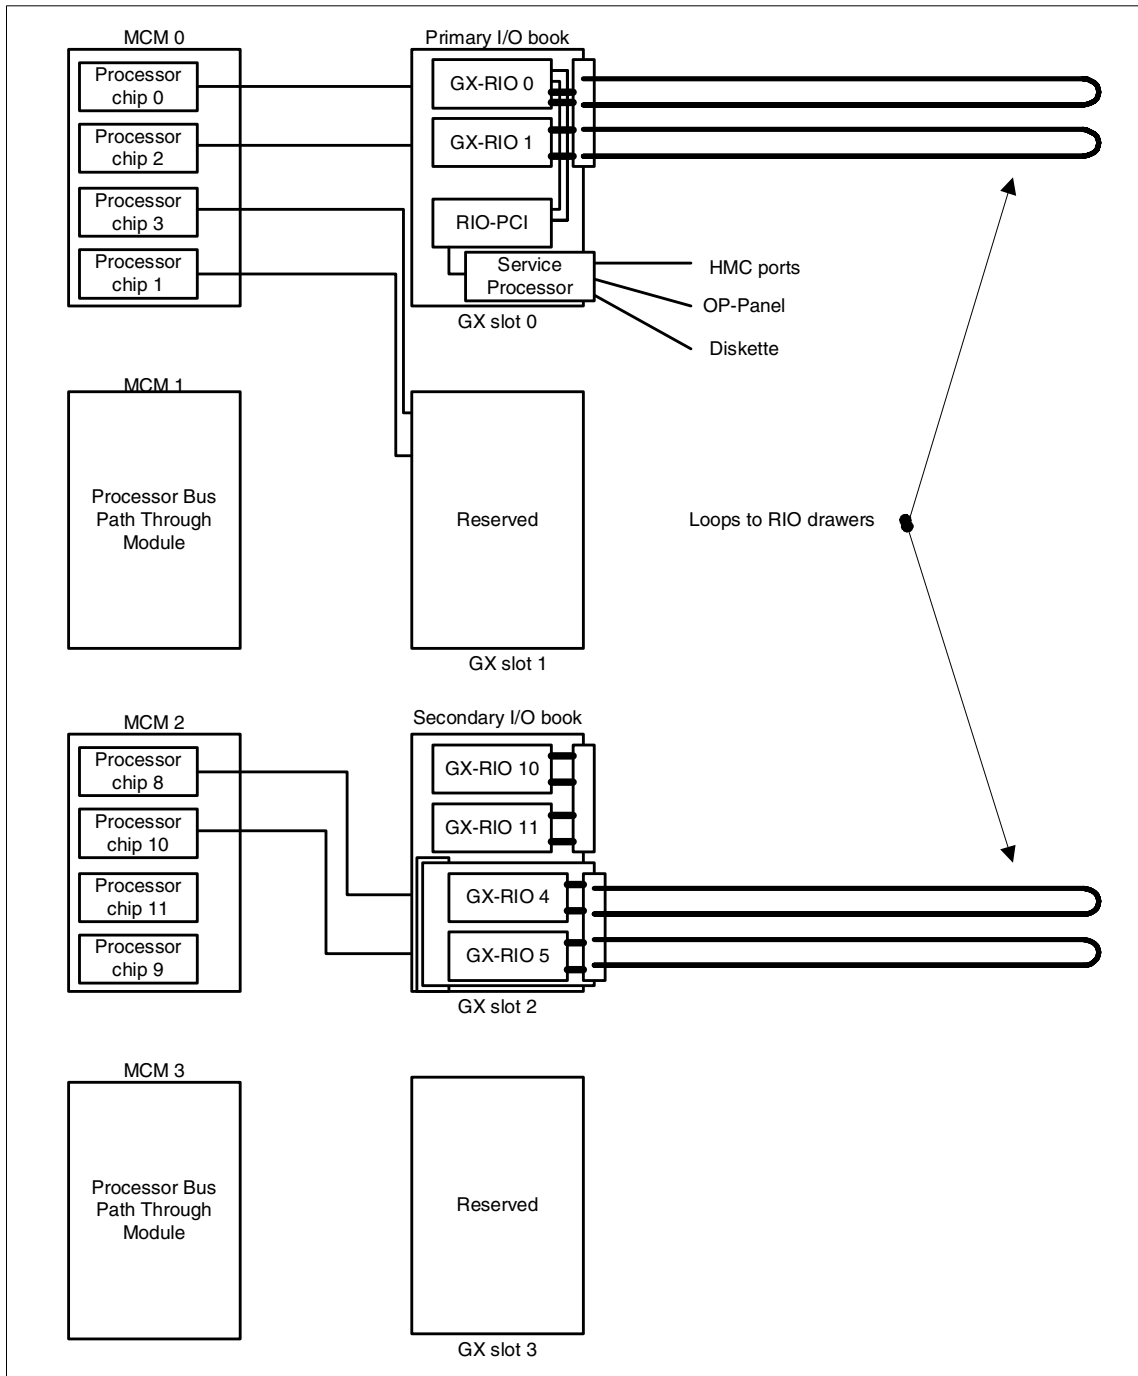 MCM 0
Processor
chip 0
Processor
chip 2
Processor
chip 3
Processor
chip 1
Primary I/O book
GX-RIO 0
GX-RIO 1
RIO-PCI
Service
Processor
GX slot 0
HMC ports
OP-Panel
Diskette
MCM 1
Processor Bus
Path Through
Module
Reserved
GX slot 1
Loops to RIO drawers
MCM 2
Processor
chip 8
Processor
chip 10
Processor
chip 11
Processor
chip 9
Secondary I/O book
GX-RIO 10
GX-RIO 11
GX-RIO 4
GX-RIO 5
GX slot 2
MCM 3
Processor Bus
Path Through
Module
Reserved
GX slot 3